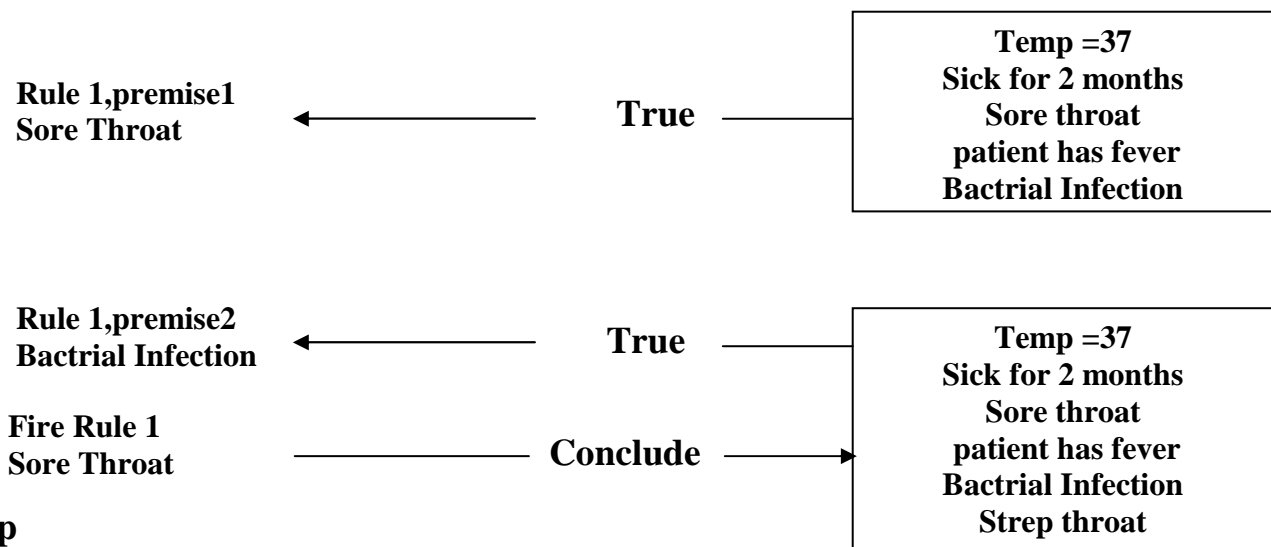 Temp =37
Sick for 2 months
Rule 1,premise1
Sore Throat
True
Sore throat
patient has fever
Bactrial Infection
Rule 1,premise2
Bactrial Infection
True
Temp =37
Sick for 2 months
Sore throat
Fire Rule 1
Sore Throat
Conclude
patient has fever
Bactrial Infection
Strep throat
p